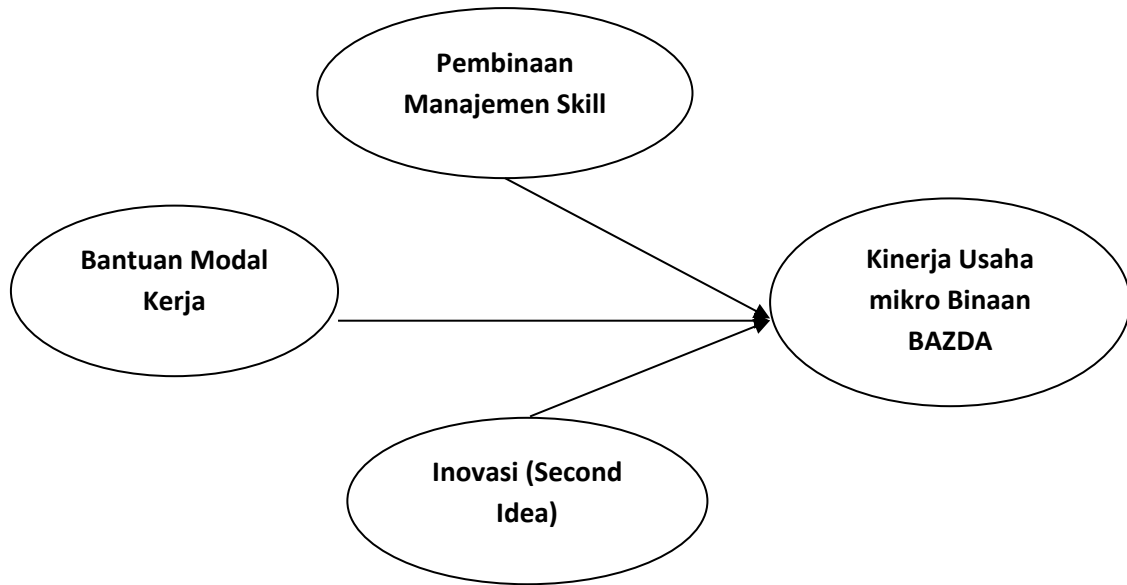 Pembinaan
Manajemen Skill
Bantuan Modal
Kerja
Kinerja Usaha
mikro Binaan
BAZDA
Inovasi (Second
Idea)